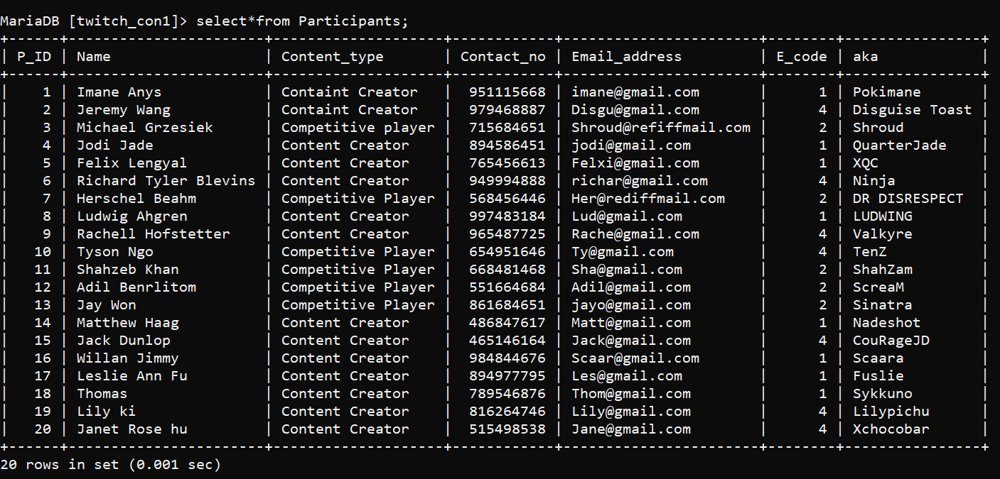 MariaDB [twitch_con1]> select*from Participants;
+------+-----------------------+--------------------+------------+-----------------------+--------+----------------+
| P_ID | Name                  | Content_type       | Contact_no | Email_address         | E_code | aka            |
+------+-----------------------+--------------------+------------+-----------------------+--------+----------------+
|    1 | Imane Anys            | Containt Creator   |  951115668 | imane@gmail.com       |      1 | Pokimane       |
|    2 | Jeremy Wang           | Containt Creator   |  979468887 | Disgu@gmail.com       |      4 | Disguise Toast |
|    3 | Michael Grzesiek      | Competitive player |  715684651 | Shroud@refiffmail.com |      2 | Shroud         |
|    4 | Jodi Jade             | Content Creator    |  894586451 | jodi@gmail.com        |      1 | QuarterJade    |
|    5 | Felix Lengyal         | Content Creator    |  765456613 | Felxi@gmail.com       |      1 | XQC            |
|    6 | Richard Tyler Blevins | Content Creator    |  949994888 | richar@gmail.com      |      4 | Ninja          |
|    7 | Herschel Beahm        | Competitive Player |  568456446 | Her@rediffmail.com    |      2 | DR DISRESPECT  |
|    8 | Ludwig Ahgren         | Content Creator    |  997483184 | Lud@gmail.com         |      1 | LUDWING        |
|    9 | Rachell Hofstetter    | Content Creator    |  965487725 | Rache@gmail.com       |      4 | Valkyre        |
|   10 | Tyson Ngo             | Competitive Player |  654951646 | Ty@gmail.com          |      4 | TenZ           |
|   11 | Shahzeb Khan          | Competitive Player |  668481468 | Sha@gmail.com         |      2 | ShahZam        |
|   12 | Adil Benrlitom        | Competitive Player |  551664684 | Adil@gmail.com        |      2 | ScreaM         |
|   13 | Jay Won               | Competitive Player |  861684651 | jayo@gmail.com        |      2 | Sinatra        |
|   14 | Matthew Haag          | Content Creator    |  486847617 | Matt@gmail.com        |      1 | Nadeshot       |
|   15 | Jack Dunlop           | Content Creator    |  465146164 | Jack@gmail.com        |      4 | CouRageJD      |
|   16 | Willan Jimmy          | Content Creator    |  984844676 | Scaar@gmail.com       |      1 | Scaara         |
|   17 | Leslie Ann Fu         | Content Creator    |  894977795 | Les@gmail.com         |      1 | Fuslie         |
|   18 | Thomas                | Content Creator    |  789546876 | Thom@gmail.com        |      1 | Sykkuno        |
|   19 | Lily ki               | Content Creator    |  816264746 | Lily@gmail.com        |      4 | Lilypichu      |
|   20 | Janet Rose hu         | Content Creator    |  515498538 | Jane@gmail.com        |      4 | Xchocobar      |
+------+-----------------------+--------------------+------------+-----------------------+--------+----------------+
20 rows in set (0.001 sec)